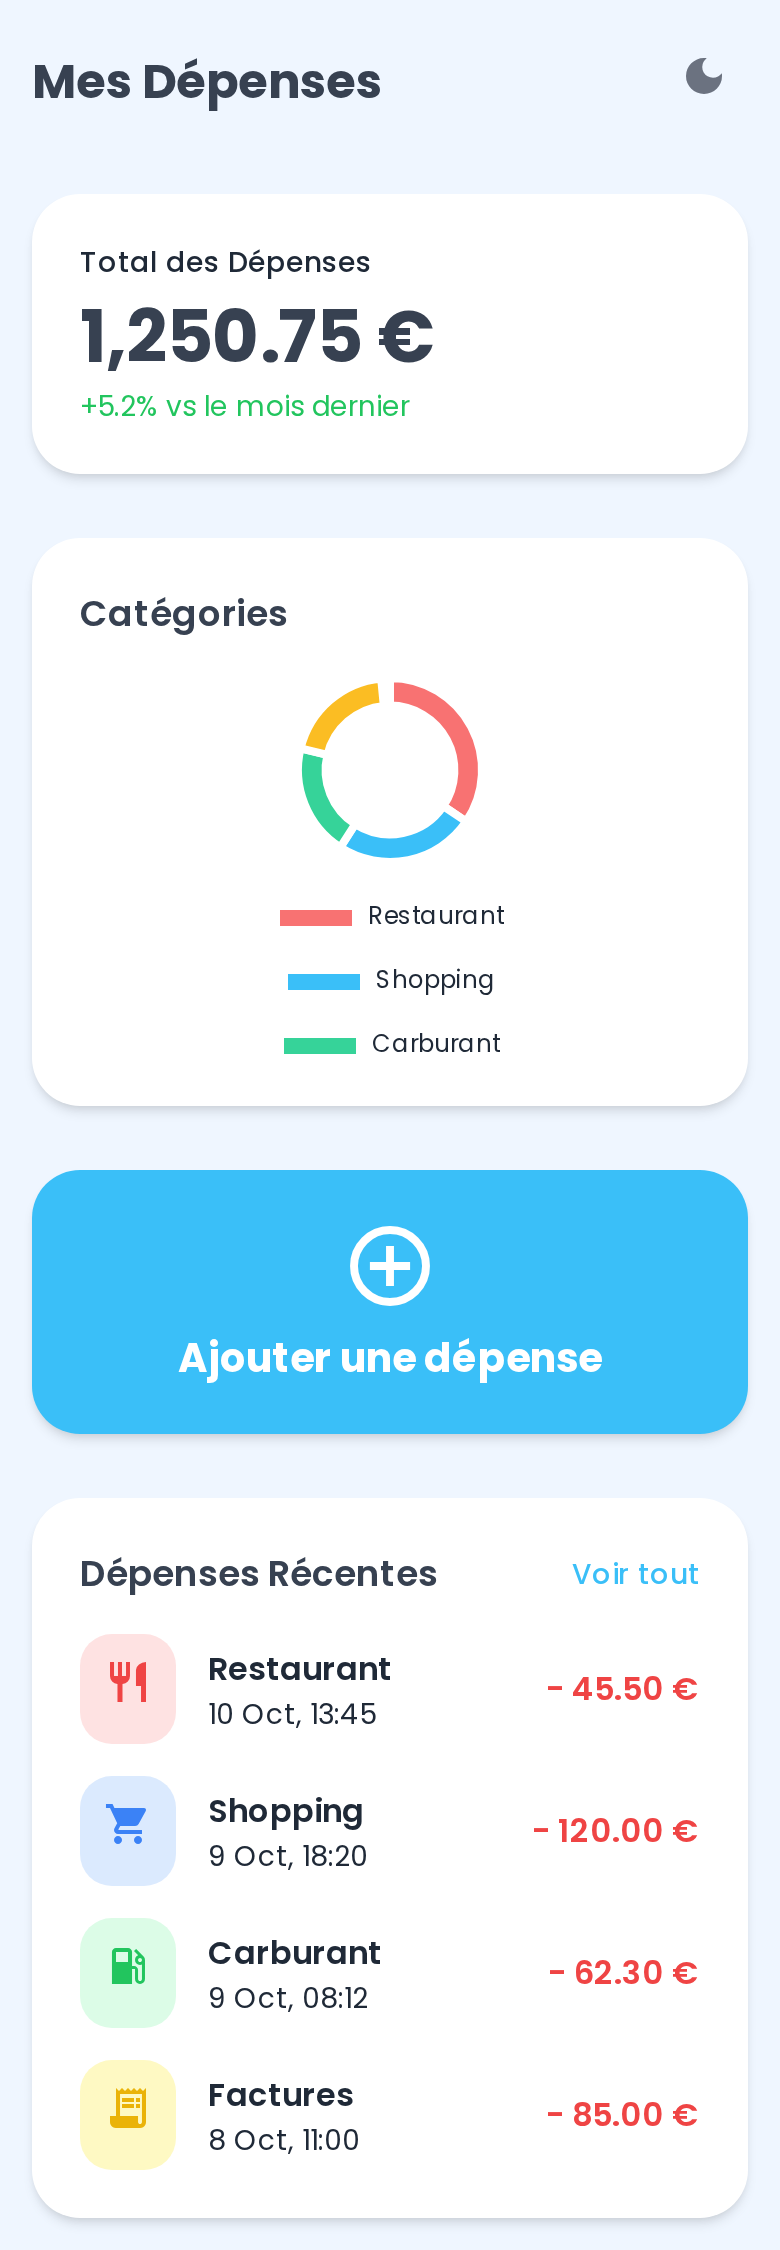 Mes Dépenses
Total des Dépenses
1,250.75 €
+5.2% vs le mois dernier
Catégories
Restaurant
Shopping
Carburant
Ajouter une dépense
Dépenses Récentes
Voir tout
Restaurant
10 Oct, 13:45
- 45.50 €
Shopping
9 Oct, 18:20
- 120.00 €
Carburant
9 Oct, 08:12
- 62.30 €
Factures
8 Oct, 11:00
- 85.00 €